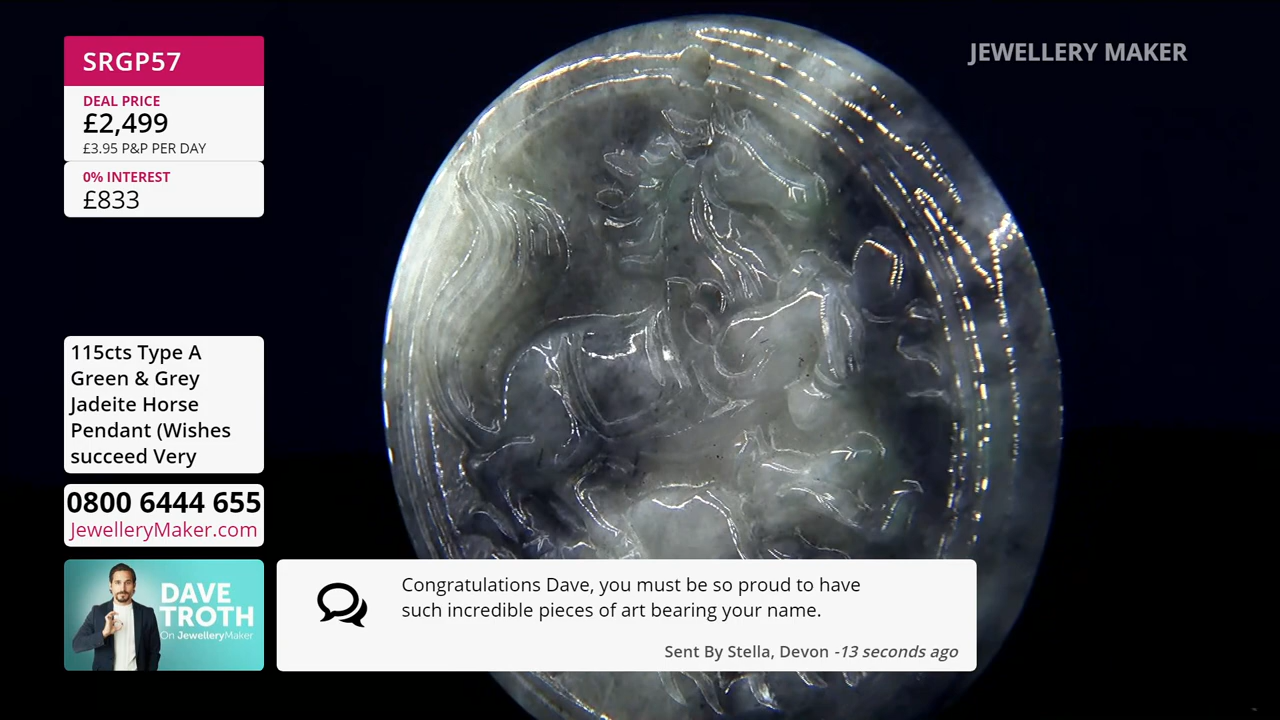 SRGP57
DEAL PRICE
£2,499
£3.95 P&P PER DAY
0% INTEREST
£833
115cts Type A
Green & Grey
Jadeite Horse
Pendant (Wishes
succeed Very
0800 6444 655
JewelleryMaker.com
DAVE
TROTH
On JewelleryMaker
JEWELLERY MAKER
Congratulations Dave, you must be so proud to have
such incredible pieces of art bearing your name.
Sent By Stella, Devon -13 seconds ago